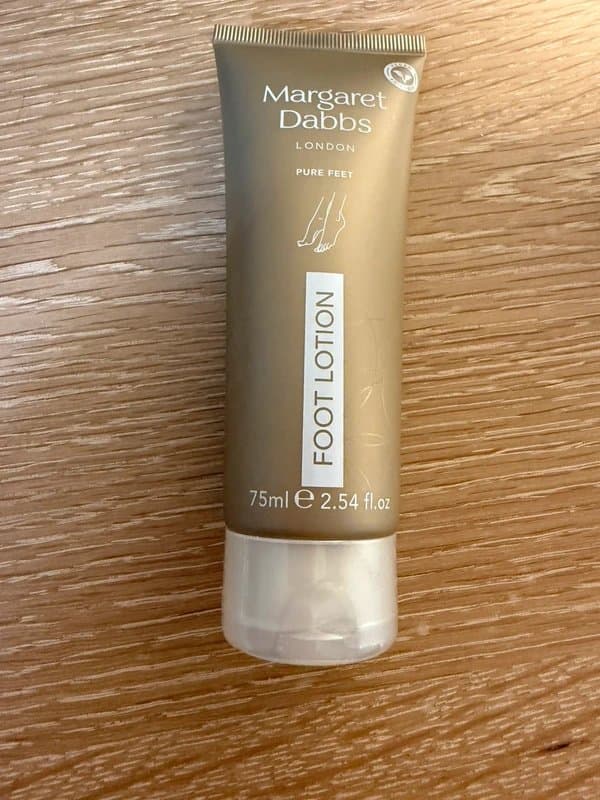 Margaret
Dabbs
LONDON
PURE FEET
FOOT LOTION
75ml e 2.54 fl.oz